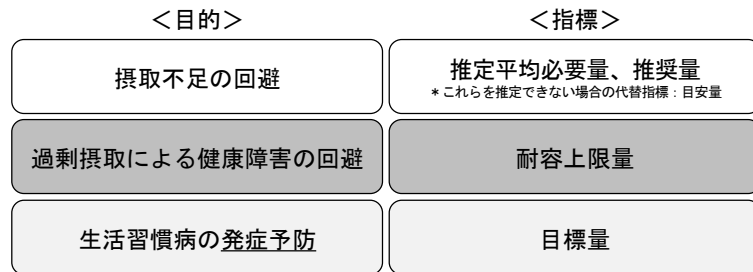 ＜目的＞ ＜指標＞
摂取不足の回避 推定平均必要量、推奨量
＊これらを推定できない場合の代替指標：目安量
過剰摂取による健康障害の回避 耐容上限量
生活習慣病の発症予防 目標量